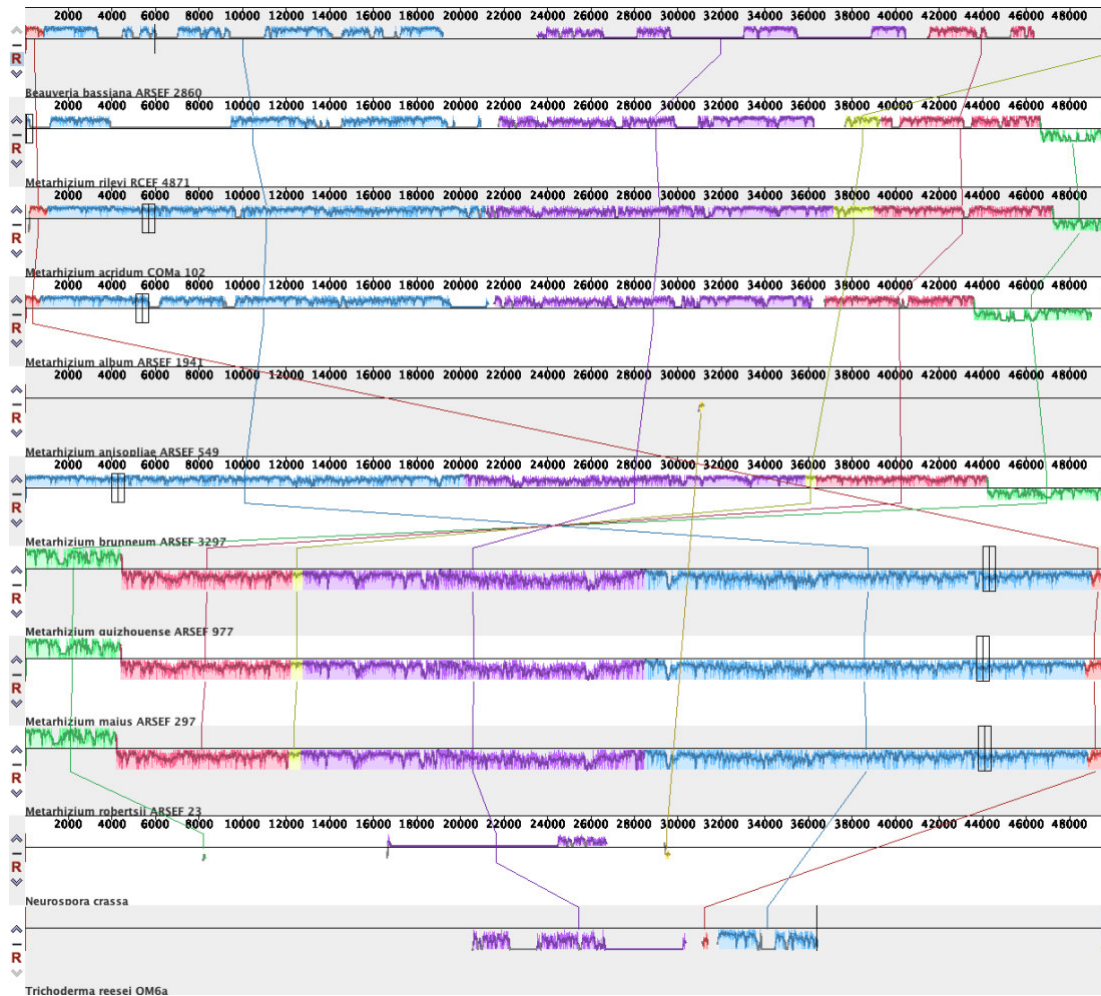 2000 4000 6000 8000 10000 12000 14000 16000 18000 20000 22000 24000 26000 28000 30000 32000 34000 36000 38000 40000 42000 44000 46000 48000
R
Beauveria bassiana ARSEF 2860
2000 4000 6000 8000 10000 12000 14000 16000 18000 20000 22000 24000 26000 28000 30000 32000 34000 36000 38000 40000 42000 44000 46000 48000
R
Metarhizium rileyi RCEF 4871
2000 4000 6000 8000 10000 12000 14000 16000 18000 20000 22000 24000 26000 28000 30000 32000 34000 36000 38000 40000 42000 44000 46000 48000
R
Metarhizium acridum COMa 102
2000 4000 6000 8000 10000 12000 14000 16000 18000 20000 22000 24000 26000 28000 30000 32000 34000 36000 38000 40000 42000 44000 46000 48000
R
Metarhizium album ARSEF 1941
2000 4000 6000 8000 10000 12000 14000 16000 18000 20000 22000 24000 26000 28000 30000 32000 34000 36000 38000 40000 42000 44000 46000 48000
R
Metarhizium anisopliae ARSEF 549
2000 4000 6000 8000 10000 12000 14000 16000 18000 20000 22000 24000 26000 28000 30000 32000 34000 36000 38000 40000 42000 44000 46000 48000
R
Metarhizium brunneum ARSEF 3297
R
Metarhizium guizhouense ARSEF 977
R
Metarhizium maius ARSEF 297
R
Metarhizium robertsii ARSEF 23
2000 4000 6000 8000 10000 12000 14000 16000 18000 20000 22000 24000 26000 28000 30000 32000 34000 36000 38000 40000 42000 44000 46000 48000
R
Neurospora crassa
R
Trichoderma reesei QM6a